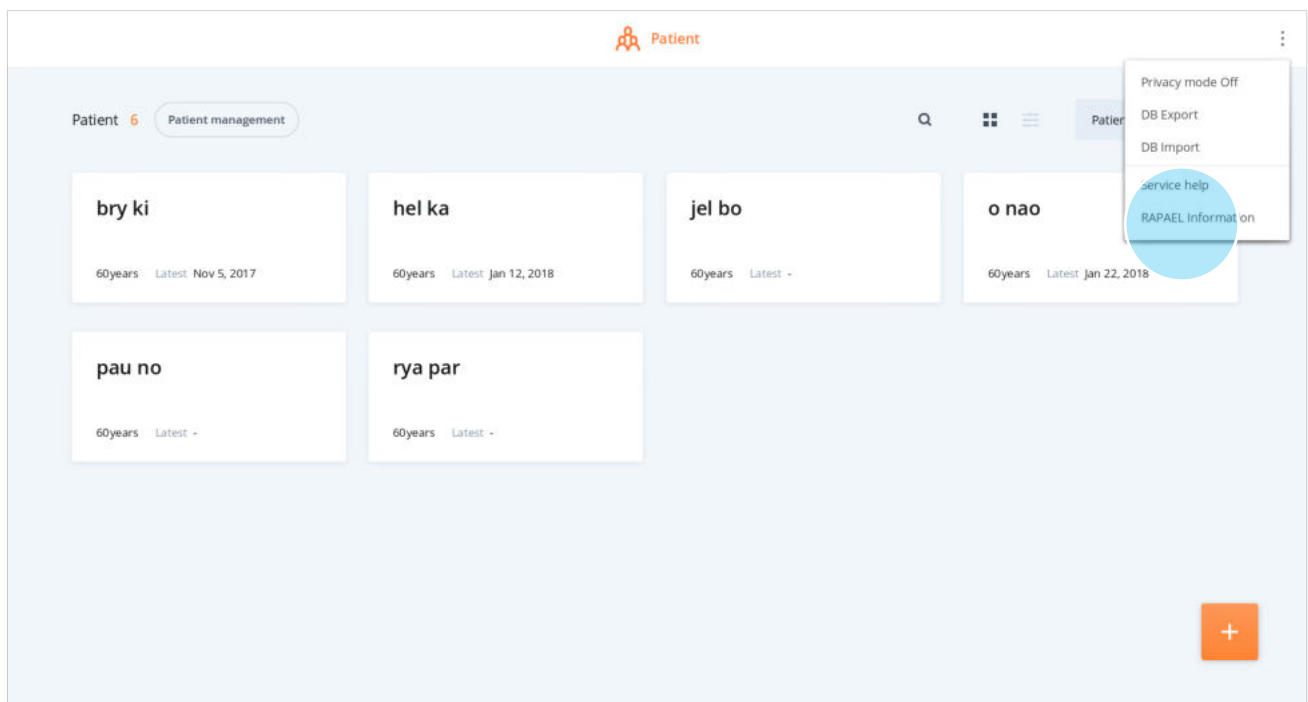 Patient
Privacy mode Off
DB Export
DB Import
Service help
RAPAEL Information
Patient 6 Patient management
bry ki
60years Latest Nov 5, 2017
hel ka
60years Latest Jan 12, 2018
jel bo
60years Latest -
o nao
60years Latest Jan 22, 2018
pau no
60years Latest -
rya par
60years Latest -
+